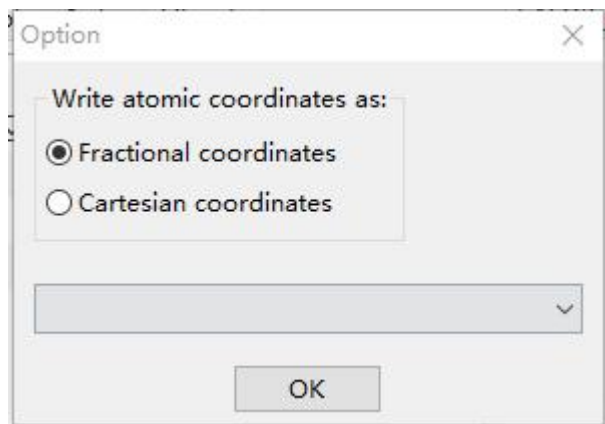 Option
Write atomic coordinates as:
Fractional coordinates
Cartesian coordinates
OK